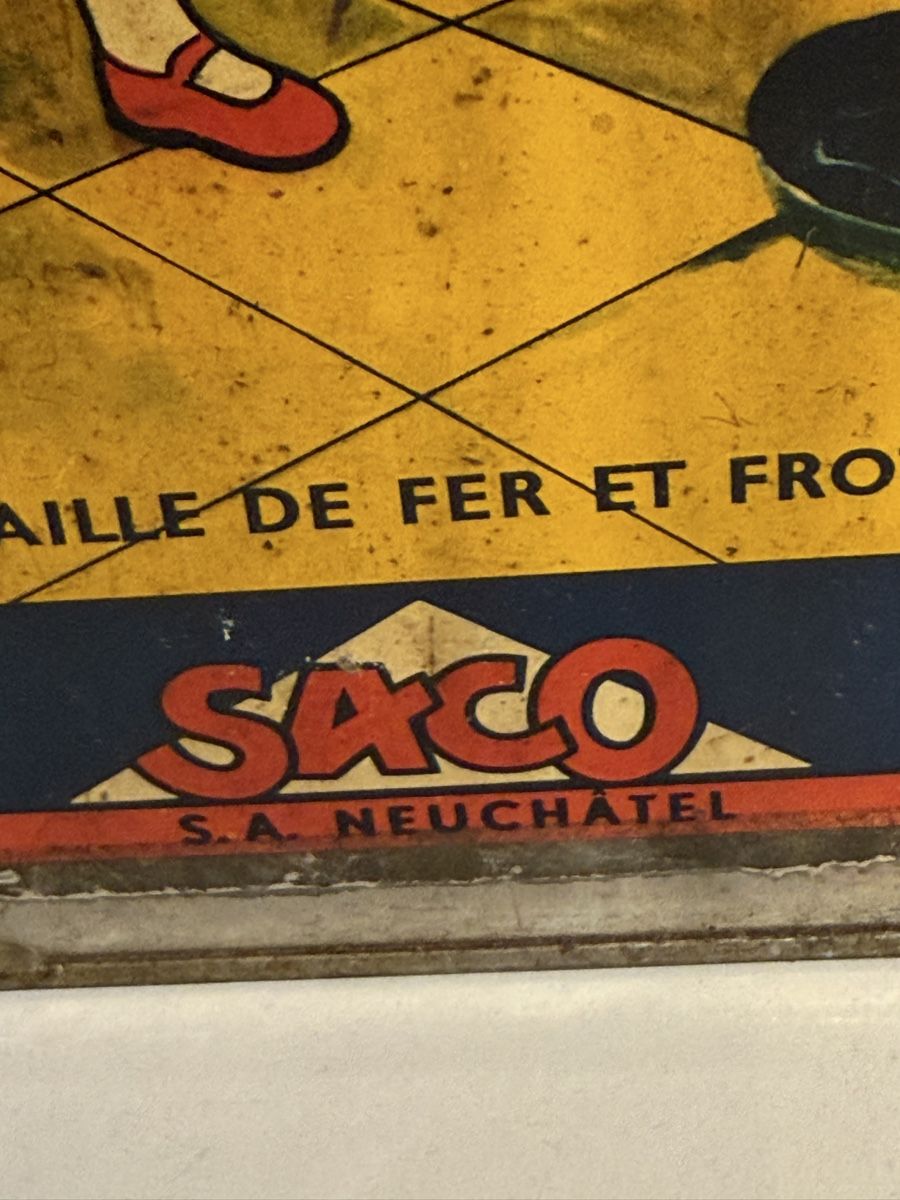 AILLE DE FER ET FRO
SACO
S.A. NEUCHÂTEL